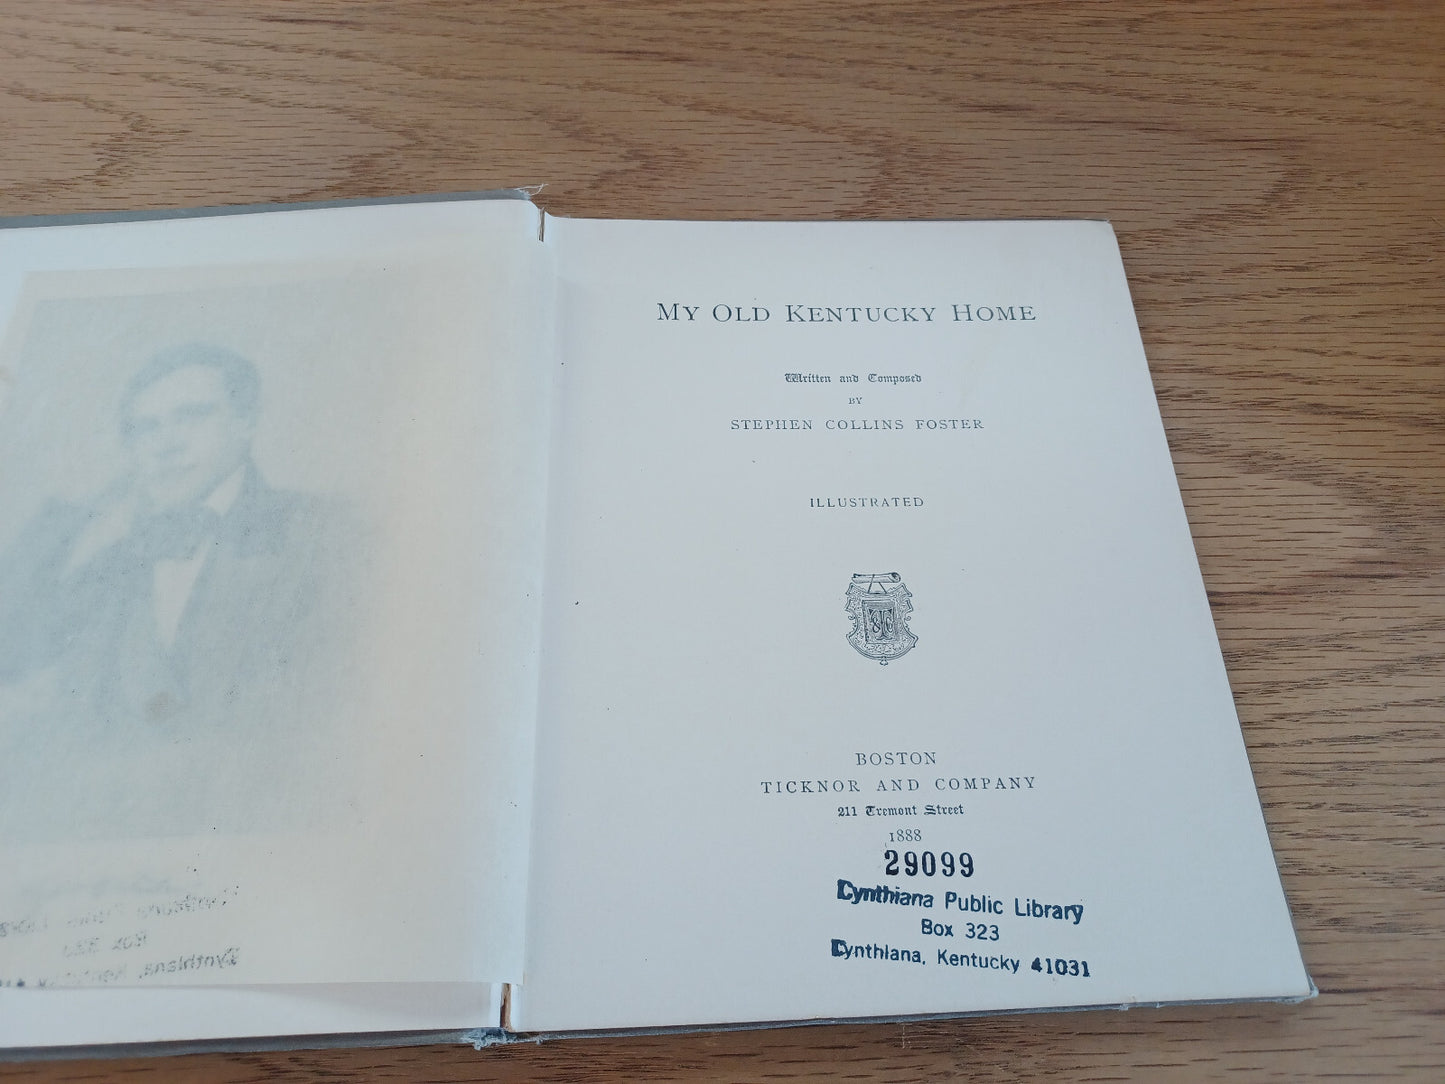 MY OLD KENTUCKY HOME
Written and Composed
BY
STEPHEN COLLINS FOSTER
ILLUSTRATED
BOSTON
TICKNOR AND COMPANY
211 Tremont Street
1888
29099
Cynthiana Public Library
Box 323
Cynthiana, Kentucky 41031